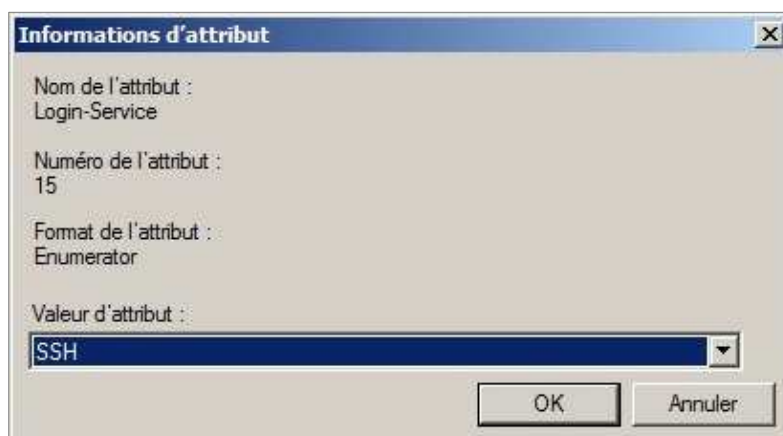 Informations d'attribut
Nom de l'attribut :
Login-Service
Numéro de l'attribut :
15
Format de l'attribut :
Enumerator
Valeur d'attribut :
SSH
OK Annuler